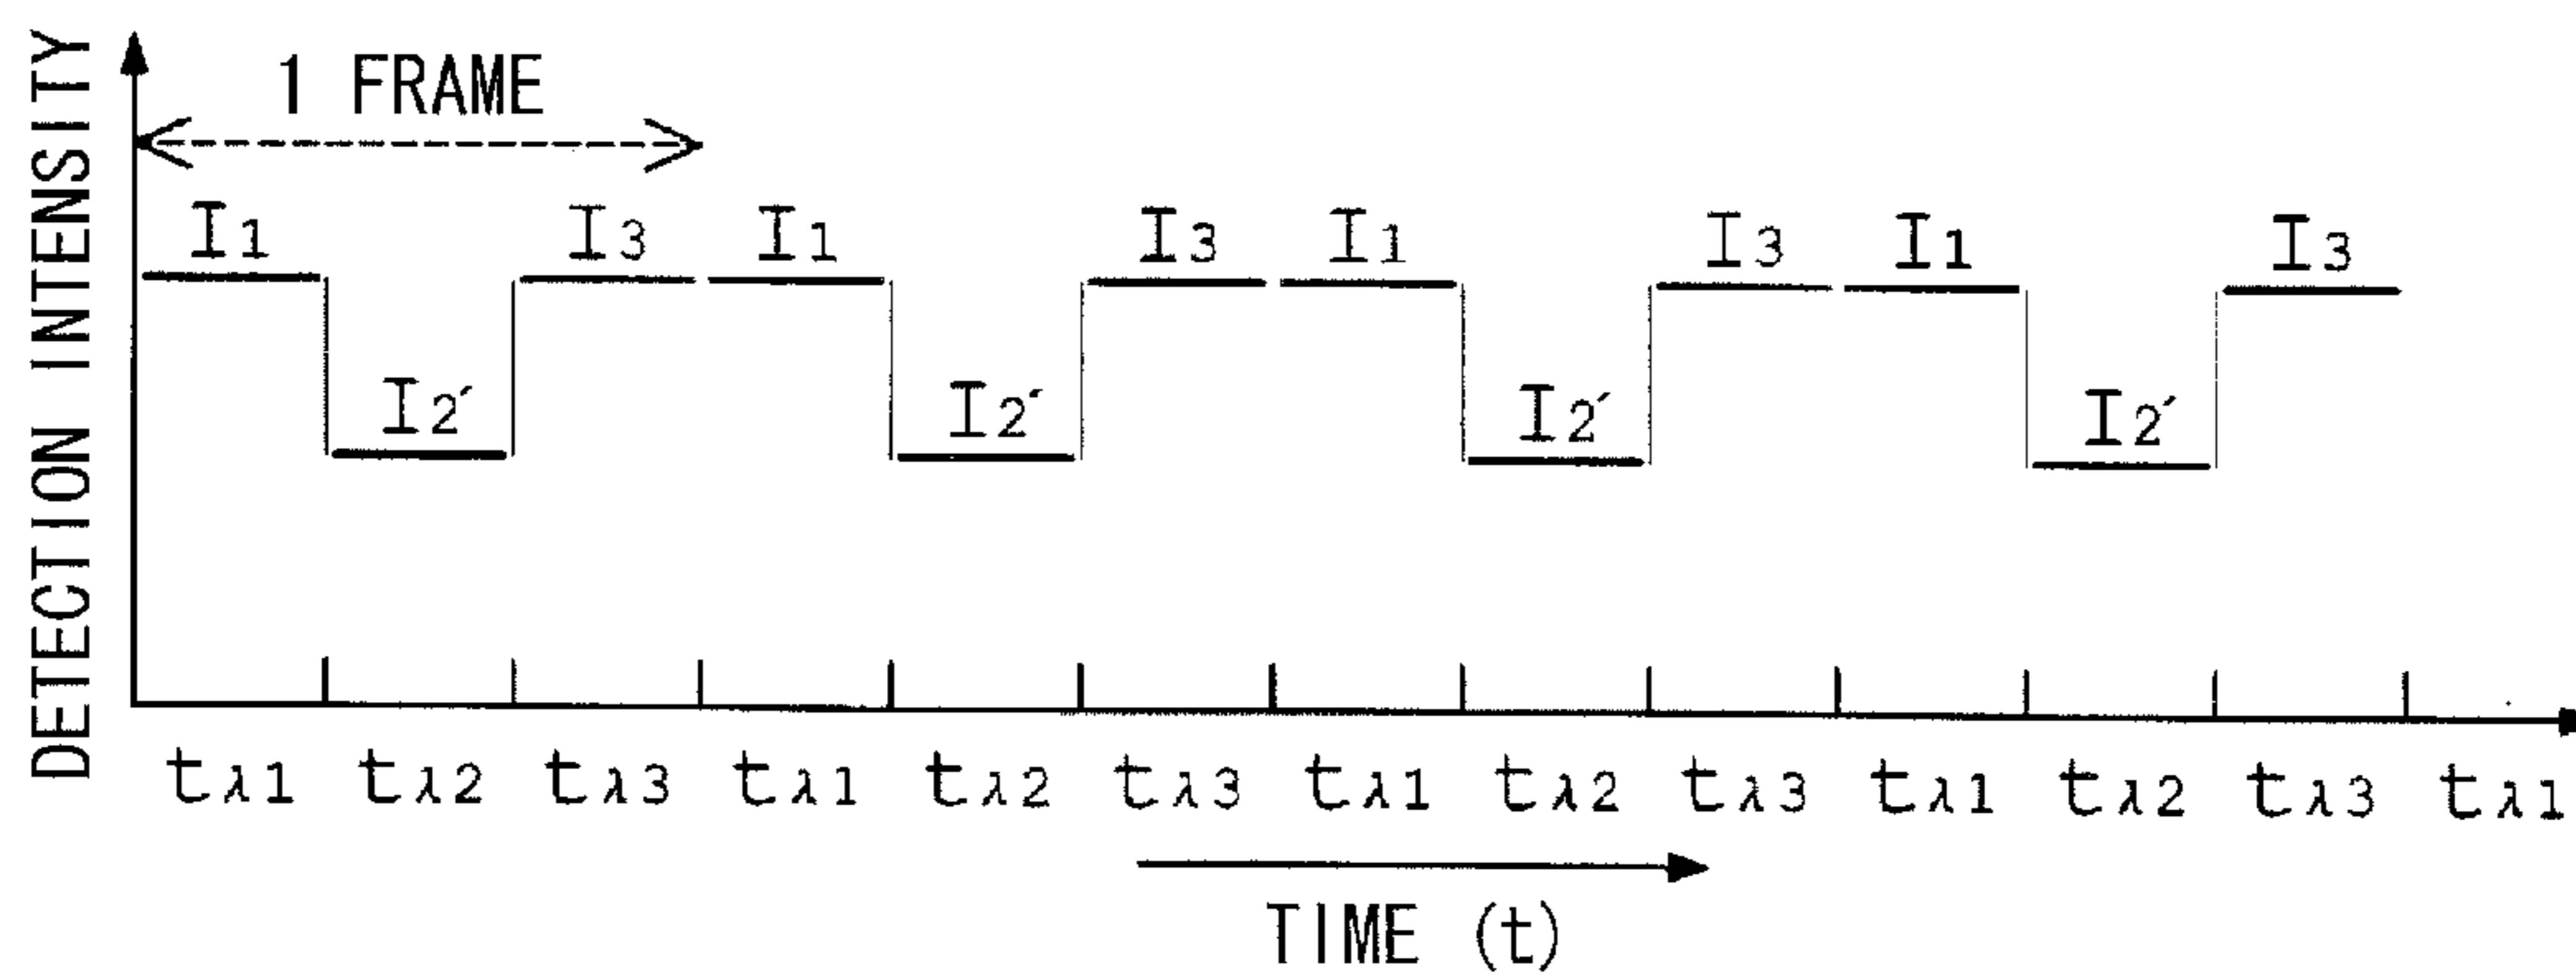 DETECTION INTENSITY
1 FRAME
I1 I3 I1 I3 I1 I3 I1 I3
I2′ I2′ I2′ I2′
tλ1 tλ2 tλ3 tλ1 tλ2 tλ3 tλ1 tλ2 tλ3 tλ1 tλ2 tλ3 tλ1
TIME (t)